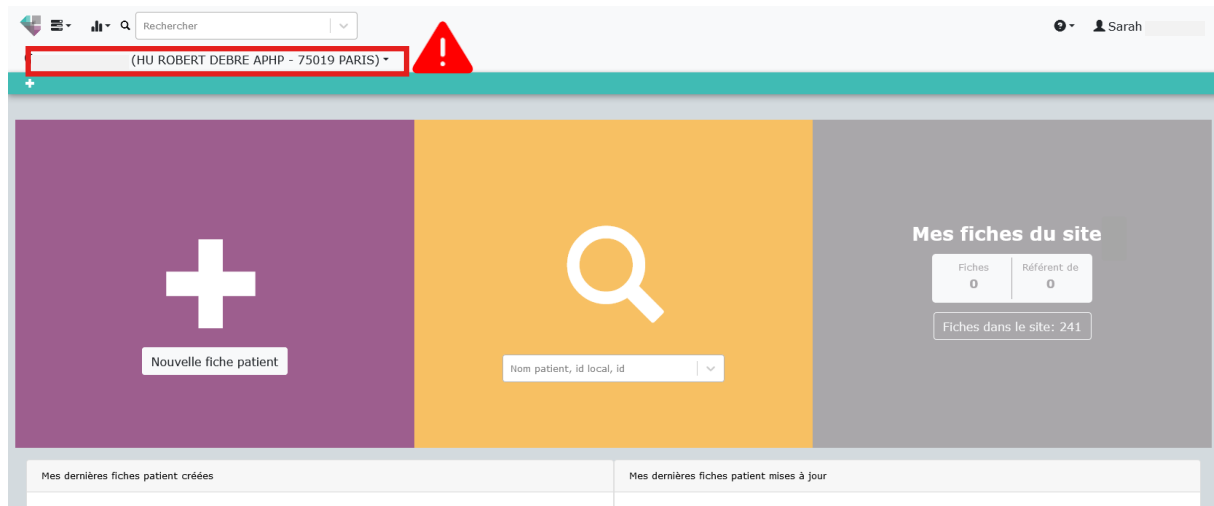 Rechercher
Sarah
(HU ROBERT DEBRE APHP - 75019 PARIS)
Mes fiches du site
Fiches
Référent de
0
0
Fiches dans le site: 241
Nouvelle fiche patient
Nom patient, id local, id
Mes dernières fiches patient créées
Mes dernières fiches patient mises à jour